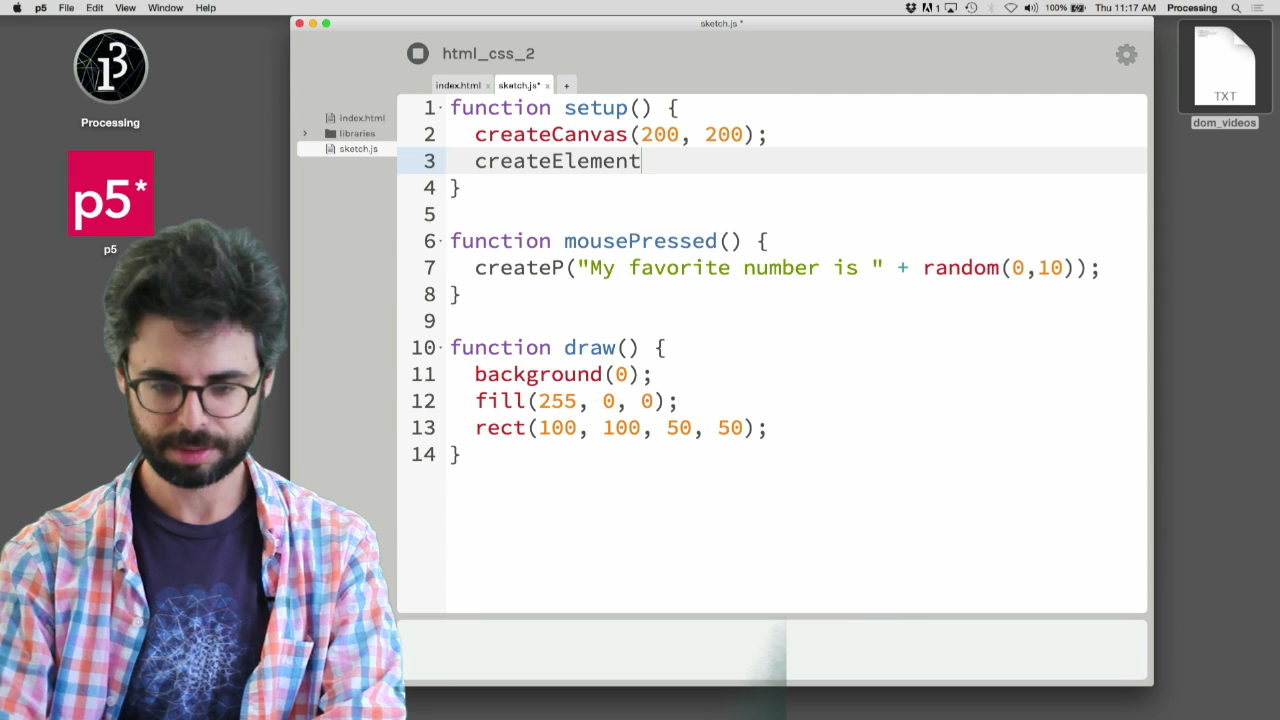 p5 File Edit View Window Help 1 100% Thu 11:17 AM Processing
sketch.js *
html_css_2
index.html × sketch.js* × +
index.html
libraries
sketch.js
Processing
p5*
p5
TXT
dom_videos
1 function setup() {
2 createCanvas(200, 200);
3 createElement
4 }
5
6 function mousePressed() {
7 createP("My favorite number is " + random(0,10));
8 }
9
10 function draw() {
11 background(0);
12 fill(255, 0, 0);
13 rect(100, 100, 50, 50);
14 }